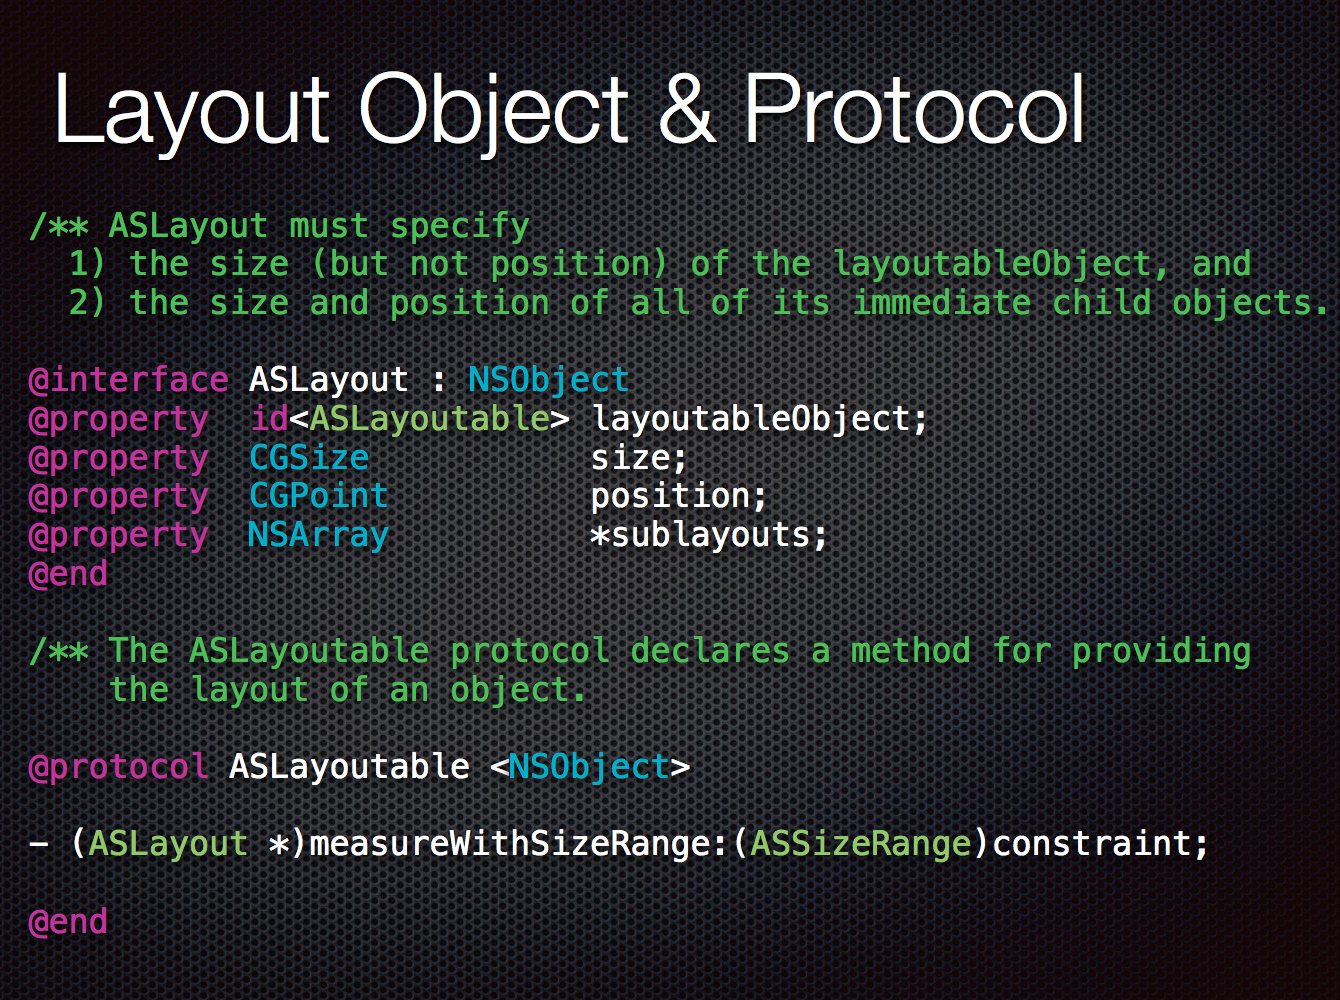 Layout Object & Protocol
/** ASLayout must specify
1) the size (but not position) of the layoutableObject, and
2) the size and position of all of its immediate child objects.
@interface ASLayout : NSObject
@property id<ASLayoutable> layoutableObject;
@property CGSize size;
@property CGPoint position;
@property NSArray *sublayouts;
@end
/** The ASLayoutable protocol declares a method for providing
the layout of an object.
@protocol ASLayoutable <NSObject>
- (ASLayout *)measureWithSizeRange:(ASSizeRange)constraint;
@end